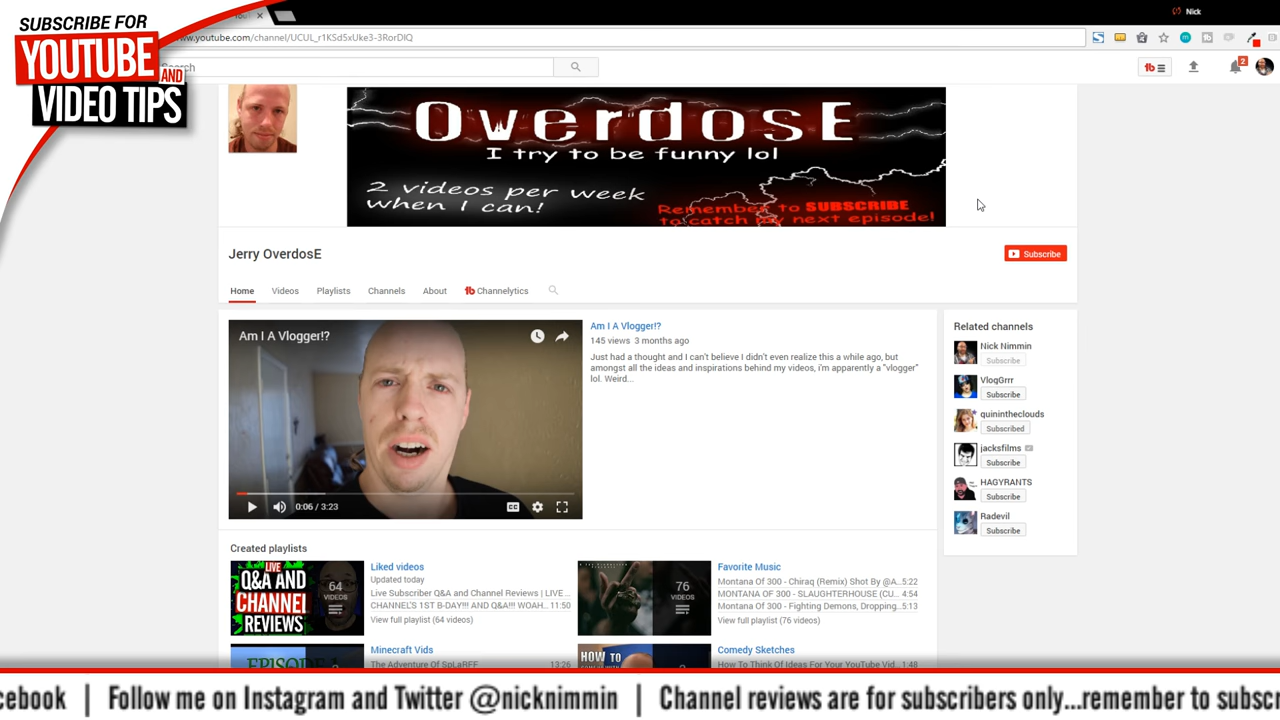 SUBSCRIBE FOR
YOUTUBE
AND
VIDEO TIPS
Nick
.youtube.com/channel/UCUL_r1KSd5xUke3-3RorDIQ
2
OverdosE
I try to be funny lol
2 videos per week
when I can!
Remember to SUBSCRIBE
to catch my next episode!
Jerry OverdosE
Subscribe
Home
Videos
Playlists
Channels
About
Channelytics
Am I A Vlogger!?
0:06 / 3:23
CC
Am I A Vlogger!?
145 views 3 months ago
Just had a thought and I can't believe I didn't even realize this a while ago, but
amongst all the ideas and inspirations behind my videos, i'm apparently a "vlogger"
lol. Weird...
Related channels
Nick Nimmin
Subscribe
VlogGrrr
Subscribe
quinintheclouds
Subscribed
jacksfilms
Subscribe
HAGYRANTS
Subscribe
Radevil
Subscribe
Created playlists
LIVE
Q&A AND
CHANNEL
REVIEWS
64
VIDEOS
Liked videos
Updated today
Live Subscriber Q&A and Channel Reviews | LIVE ...
CHANNEL'S 1ST B-DAY!!! AND Q&A!!! WOAH... 11:50
View full playlist (64 videos)
76
VIDEOS
Favorite Music
Montana Of 300 - Chiraq (Remix) Shot By @A... 5:22
MONTANA OF 300 - SLAUGHTERHOUSE (CU... 4:54
Montana of 300 - Fighting Demons, Dropping... 5:13
View full playlist (76 videos)
EPISODE
Minecraft Vids
The Adventure Of SpLaRFF 13:26
HOW TO
Comedy Sketches
How To Think Of Ideas For Your YouTube Vid... 1:48
cebook | Follow me on Instagram and Twitter @nicknimmin | Channel reviews are for subscribers only...remember to subsc